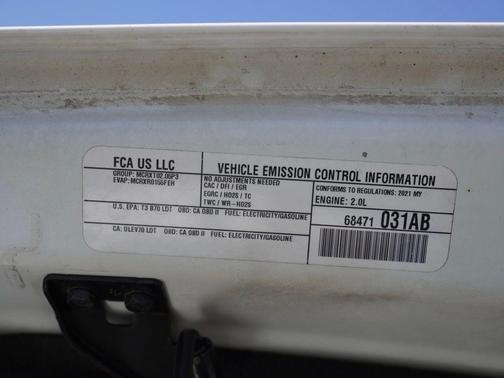 FCA US LLC
GROUP: MCRXT02.05P3
EVAP: MCRXR0155FEH
VEHICLE EMISSION CONTROL INFORMATION
NO ADJUSTMENTS NEEDED
CAC / DFI / EGR
EGRC / HO2S / TC
TWC / WR-HO2S
CONFORMS TO REGULATIONS: 2021 MY
ENGINE: 2.0L
U.S. EPA: T3 B70 LDT OBD: CA OBD II FUEL: ELECTRICITY/GASOLINE
CA: ULEV70 LDT OBD: CA OBD II FUEL: ELECTRICITY/GASOLINE
68471 031AB